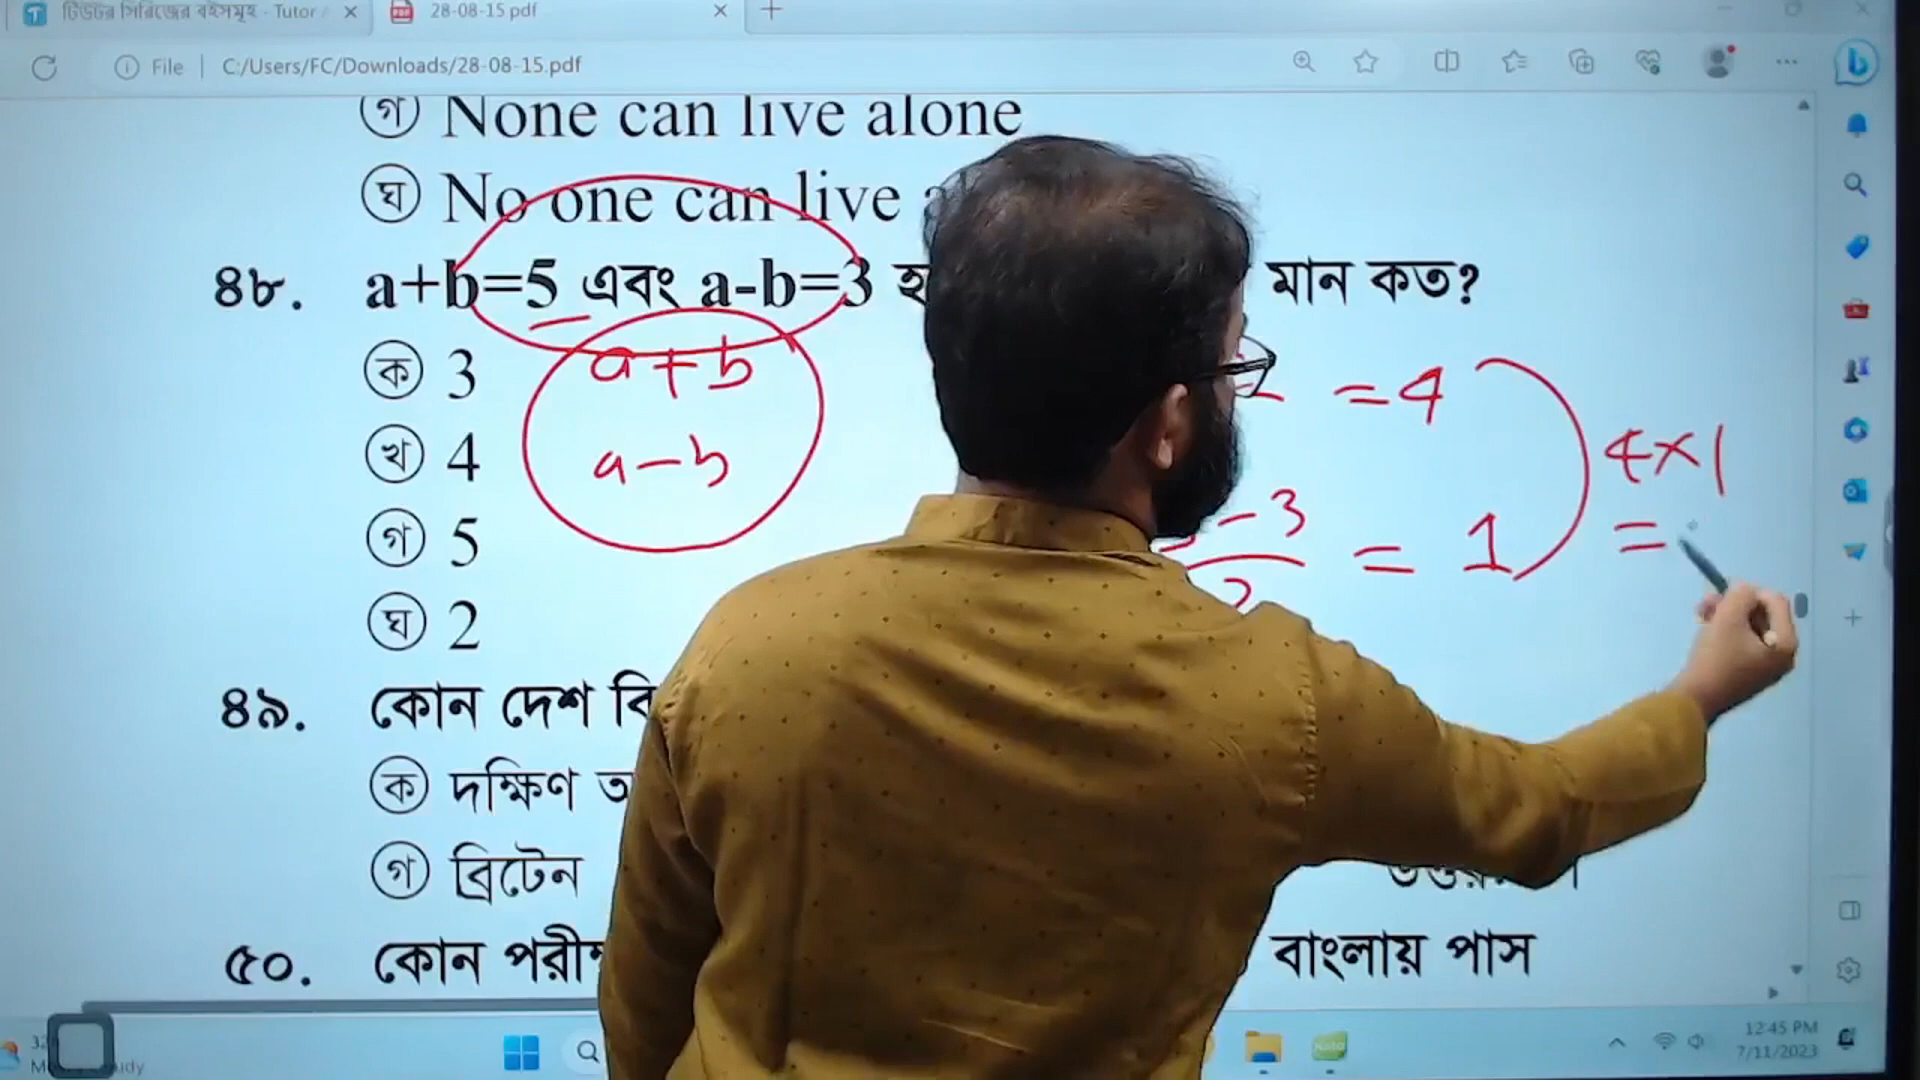 টিউটর সিরিজের বইসমূহ - Tutor
28-08-15.pdf
File | C:/Users/FC/Downloads/28-08-15.pdf
গ None can live alone
ঘ No one can live
৪৮. a+b=5 এবং a-b=3 মান কত?
ক 3
a+b
=4
খ 4
a-b
4×1
=
গ 5
-3
2
= 1
ঘ 2
৪৯. কোন দেশ
ক দক্ষিণ
গ ব্রিটেন
৫০. কোন বাংলায় পাস
12:45 PM
7/11/2023